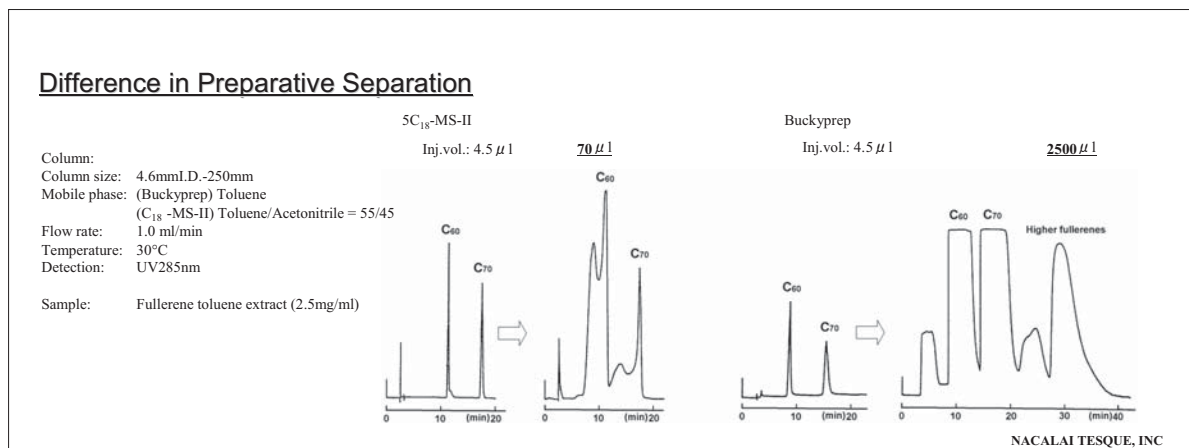 Difference in Preparative Separation
5C18-MS-II
Inj.vol.: 4.5 μ l
70 μ l
Buckyprep
Inj.vol.: 4.5 μ l
2500 μ l
Column:
Column size: 4.6mmI.D.-250mm
Mobile phase: (Buckyprep) Toluene
(C18 -MS-II) Toluene/Acetonitrile = 55/45
Flow rate: 1.0 ml/min
Temperature: 30°C
Detection: UV285nm
Sample: Fullerene toluene extract (2.5mg/ml)
C60
C70
0 10 (min)20
C60
C70
0 10 (min)20
C60
C70
0 10 (min)20
C60
C70
Higher fullerenes
0 10 20 30 (min)40
NACALAI TESQUE, INC